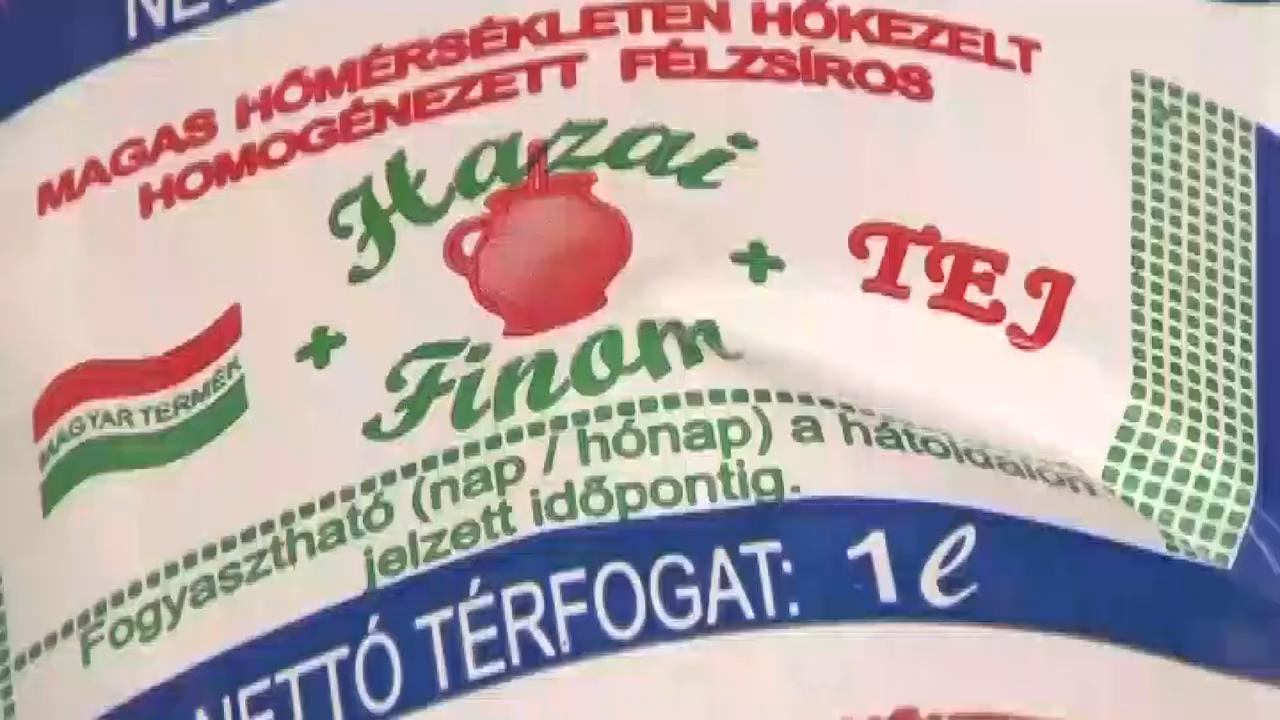 MAGAS HŐMÉRSÉKLETEN HŐKEZELT
HOMOGÉNEZETT FÉLZSÍROS
Hazai
+ TEJ
MAGYAR TERMÉK
+
Finom
Fogyasztható (nap / hónap) a hátoldalon
jelzett időpontig.
NETTÓ TÉRFOGAT: 1 ℓ